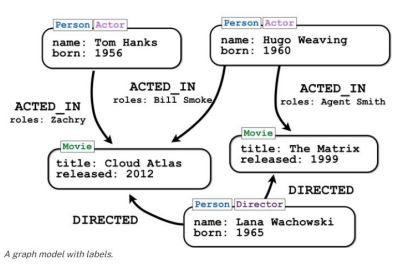 Person Actor
name: Tom Hanks
born: 1956
Person Actor
name: Hugo Weaving
born: 1960
ACTED_IN
roles: Zachry
ACTED_IN
roles: Bill Smoke
ACTED_IN
roles: Agent Smith
Movie
title: Cloud Atlas
released: 2012
Movie
title: The Matrix
released: 1999
DIRECTED
DIRECTED
Person Director
name: Lana Wachowski
born: 1965
A graph model with labels.